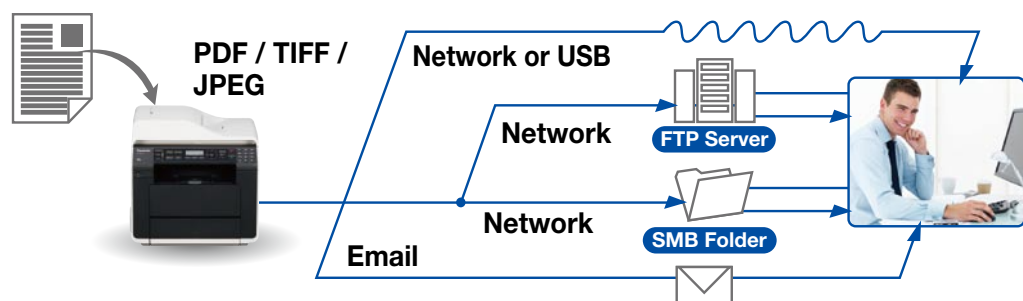 PDF / TIFF /
JPEG
Network or USB
Network
FTP Server
Network
SMB Folder
Email